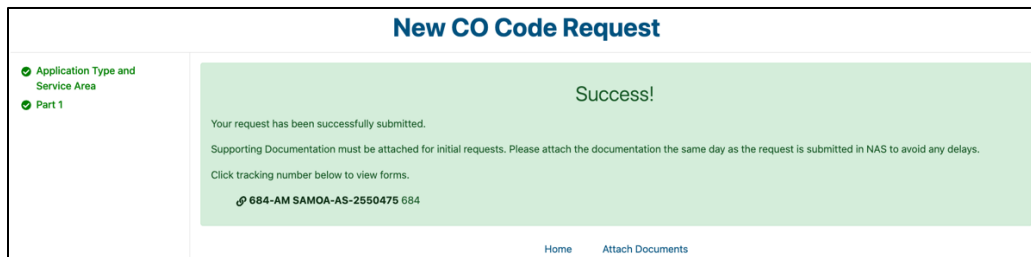 New CO Code Request
Application Type and
Service Area
Part 1
Success!
Your request has been successfully submitted.
Supporting Documentation must be attached for initial requests. Please attach the documentation the same day as the request is submitted in NAS to avoid any delays.
Click tracking number below to view forms.
684-AM SAMOA-AS-2550475 684
Home Attach Documents